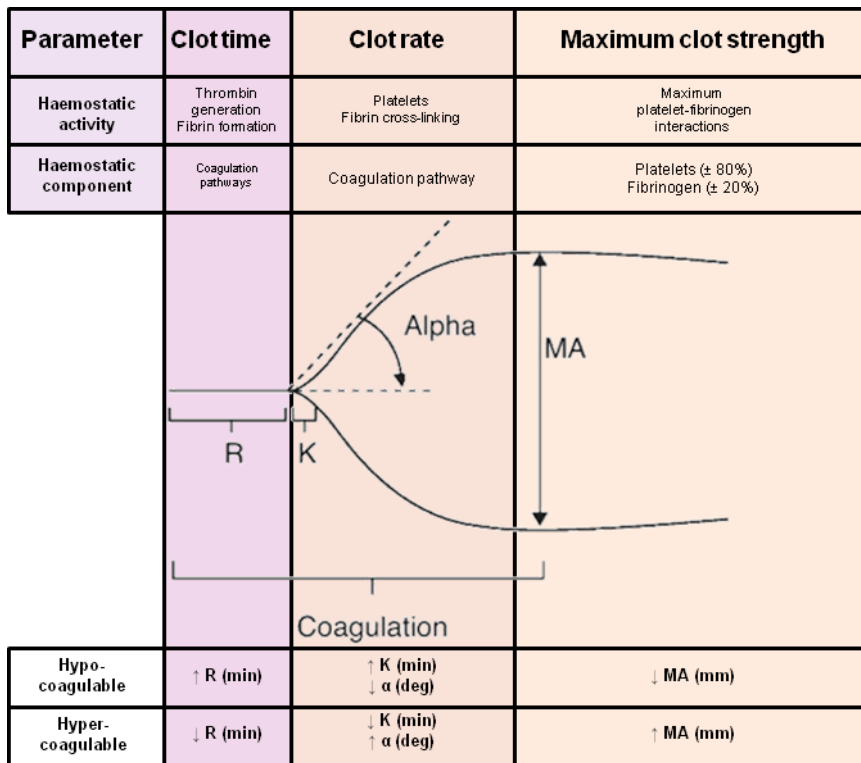 Parameter
Clot time
Clot rate
Maximum clot strength
Haemostatic
activity
Thrombin
generation
Fibrin formation
Platelets
Fibrin cross-linking
Maximum
platelet-fibrinogen
interactions
Haemostatic
component
Coagulation
pathways
Coagulation pathway
Platelets (± 80%)
Fibrinogen (± 20%)
Alpha
MA
R
K
Coagulation
Hypo-
coagulable
↑ R (min)
↑ K (min)
↓ α (deg)
↓ MA (mm)
Hyper-
coagulable
↓ R (min)
↓ K (min)
↑ α (deg)
↑ MA (mm)